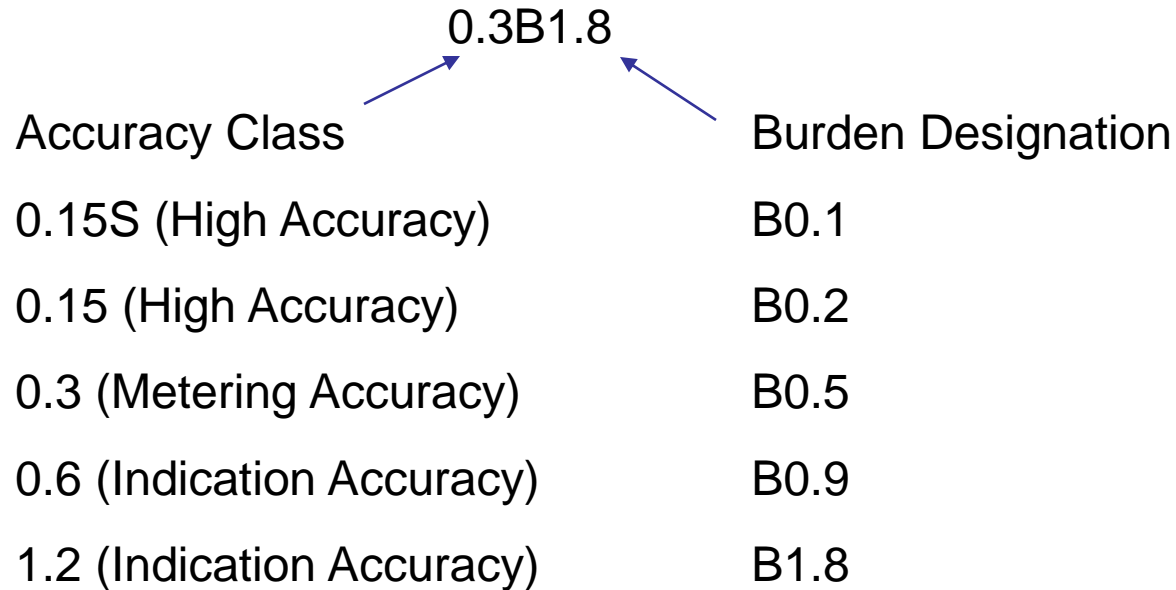 0.3B1.8
Accuracy Class Burden Designation
0.15S (High Accuracy) B0.1
0.15 (High Accuracy) B0.2
0.3 (Metering Accuracy) B0.5
0.6 (Indication Accuracy) B0.9
1.2 (Indication Accuracy) B1.8